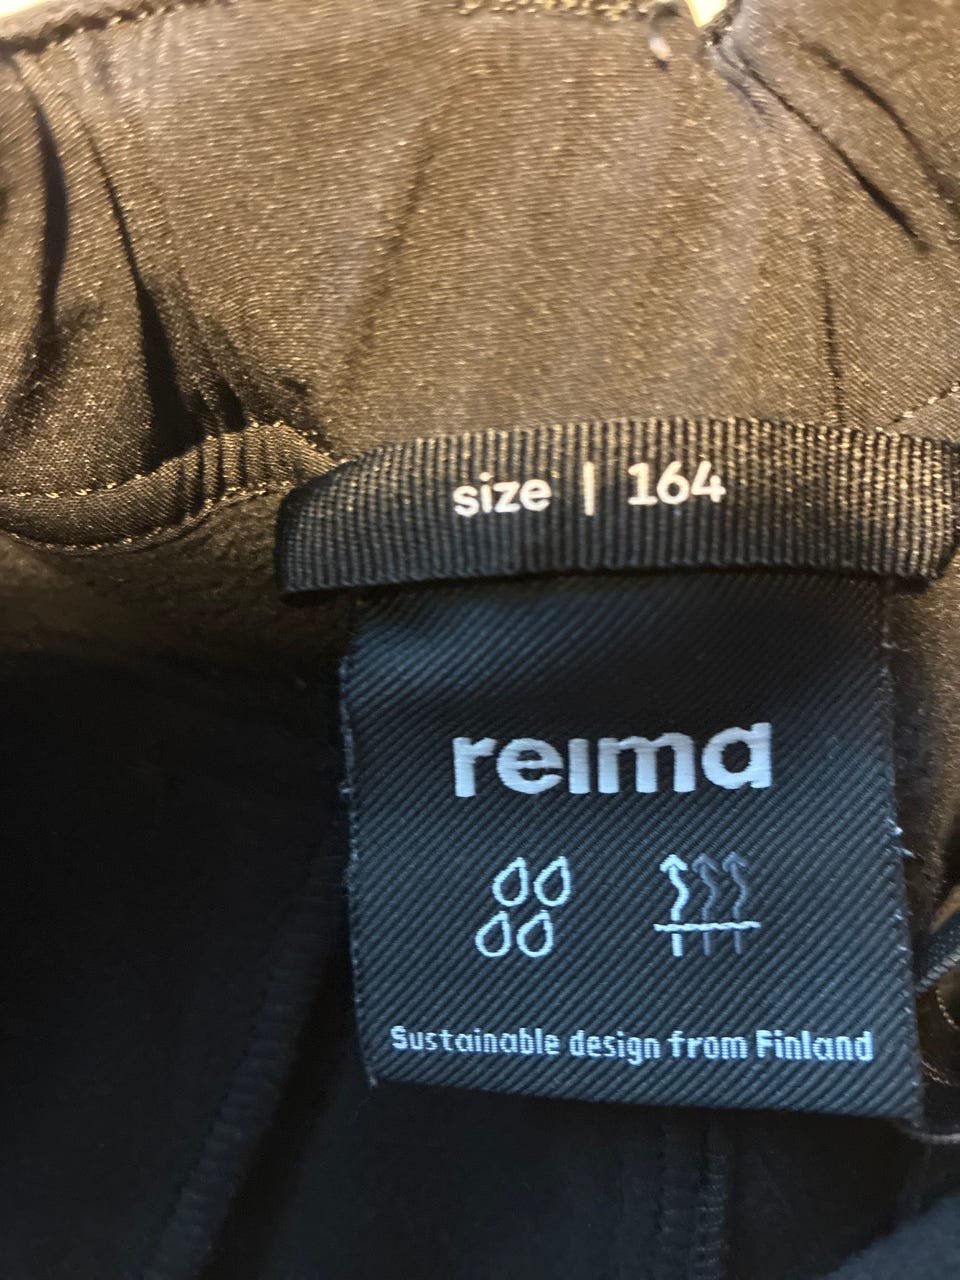 size | 164
reima
Sustainable design from Finland